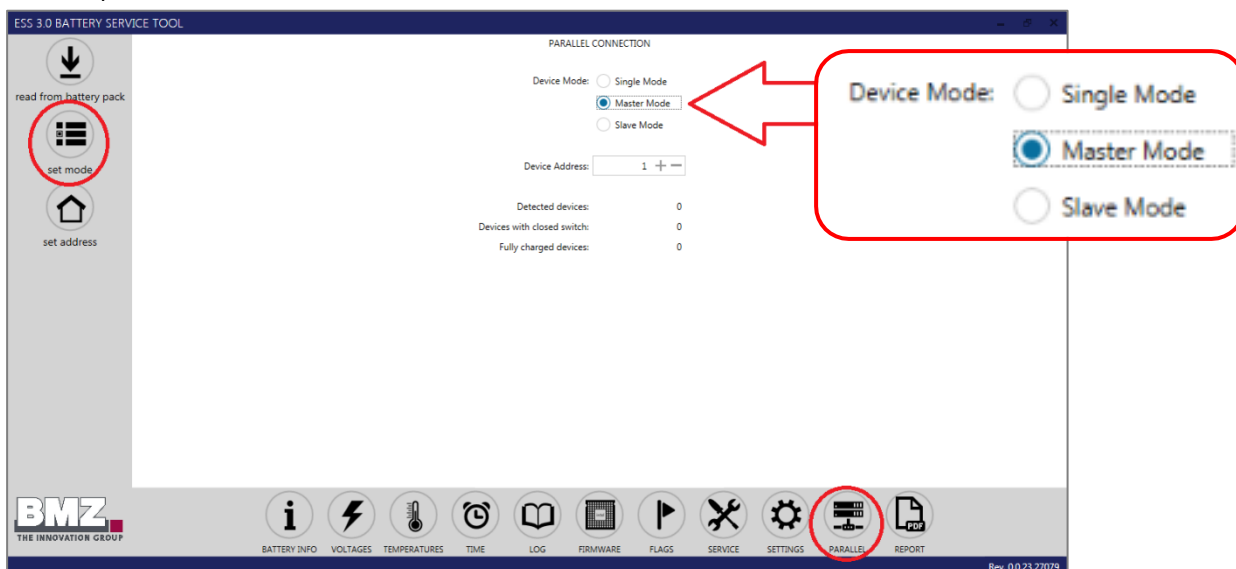 ESS 3.0 BATTERY SERVICE TOOL
PARALLEL CONNECTION
read from battery pack
set mode
set address
Device Mode: Single Mode
Master Mode
Slave Mode
Device Address: 1
Detected devices: 0
Devices with closed switch: 0
Fully charged devices: 0
Device Mode: Single Mode
Master Mode
Slave Mode
BMZ
THE INNOVATION GROUP
PDF
BATTERY INFO VOLTAGES TEMPERATURES TIME LOG FIRMWARE FLAGS SERVICE SETTINGS PARALLEL REPORT
Rev. 0.0.23.27079